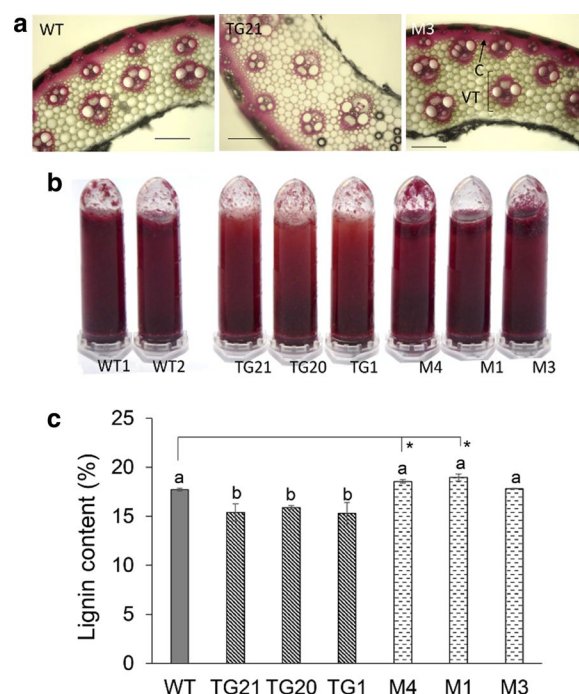 a
WT
TG21
M3
C
VT
b
WT1
WT2
TG21
TG20
TG1
M4
M1
M3
c
Lignin content (%)
25
20
15
10
5
0
a
b
b
b
a
*
a
*
a
WT
TG21
TG20
TG1
M4
M1
M3